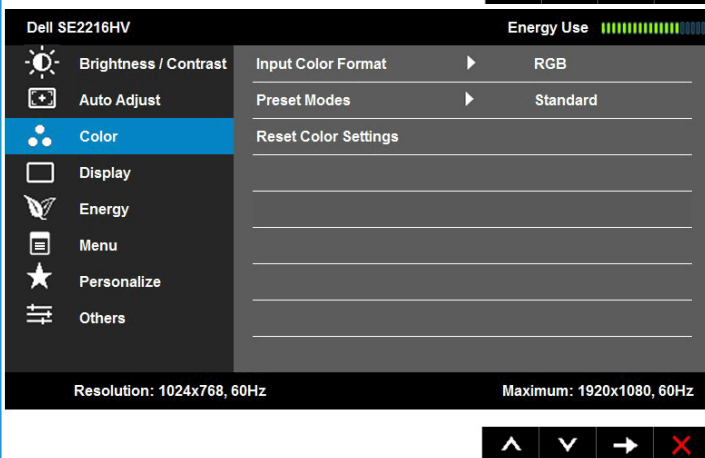 Dell SE2216HV Energy Use
Brightness / Contrast Input Color Format RGB
Auto Adjust Preset Modes Standard
Color Reset Color Settings
Display
Energy
Menu
Personalize
Others
Resolution: 1024x768, 60Hz Maximum: 1920x1080, 60Hz